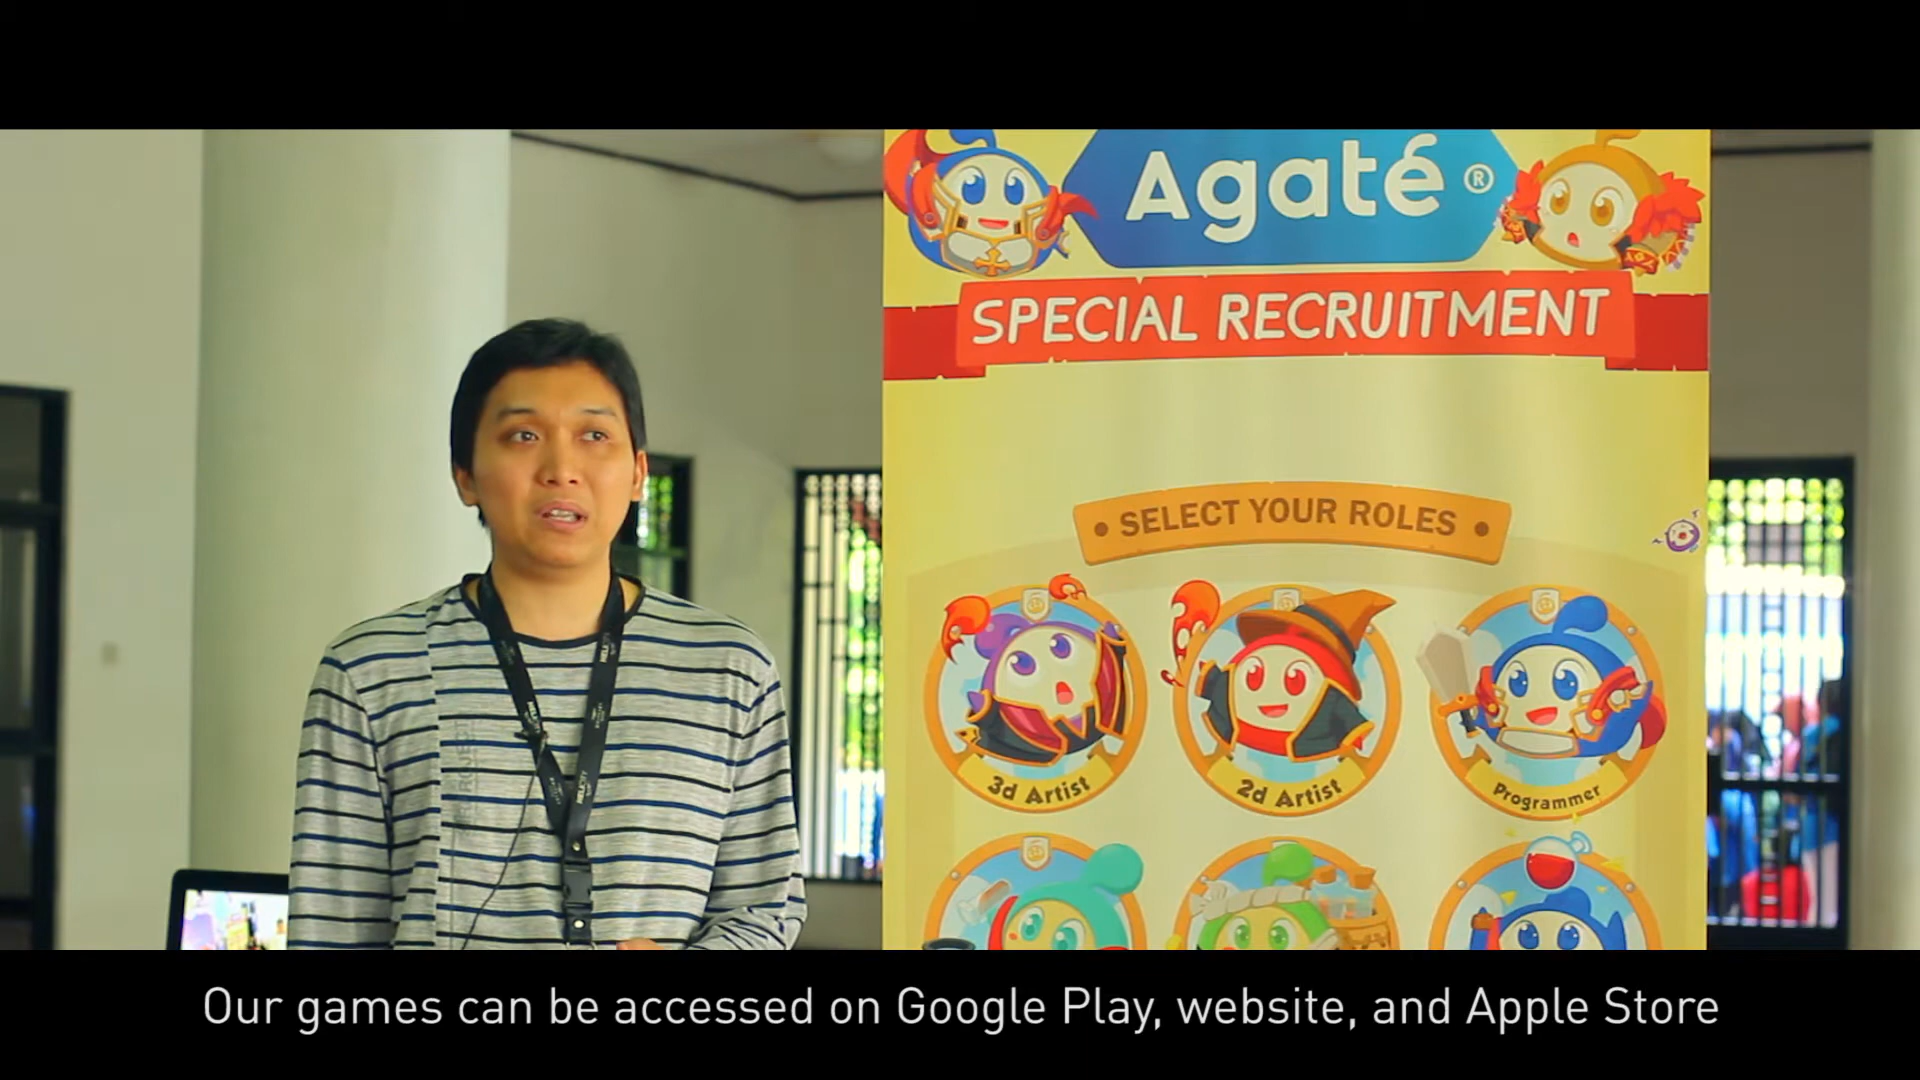 Agaté ®
SPECIAL RECRUITMENT
• SELECT YOUR ROLES •
3d Artist
2d Artist
Programmer
Our games can be accessed on Google Play, website, and Apple Store